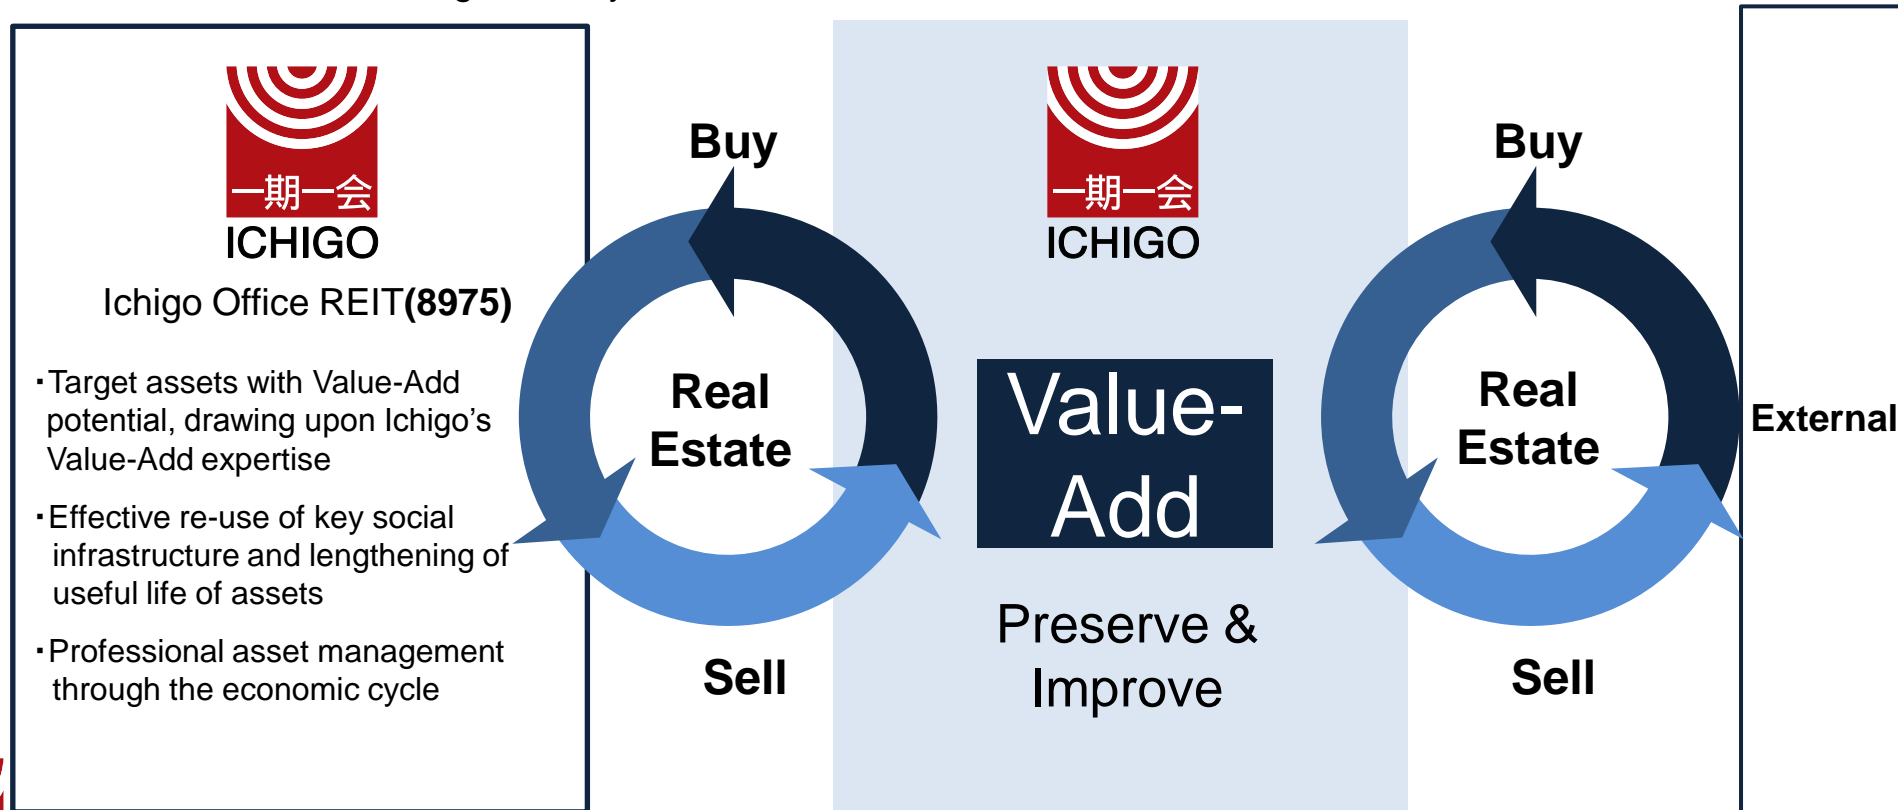 一期一会
ICHIGO
Ichigo Office REIT(8975)
・Target assets with Value-Add
potential, drawing upon Ichigo’s
Value-Add expertise
・Effective re-use of key social
infrastructure and lengthening of
useful life of assets
・Professional asset management
through the economic cycle
Buy
Real
Estate
Sell
一期一会
ICHIGO
Value-
Add
Preserve &
Improve
Buy
Real
Estate
Sell
External